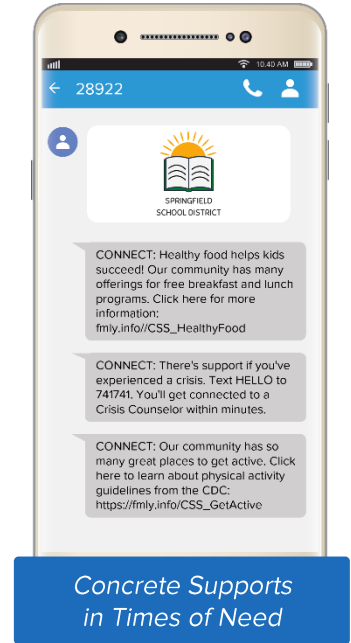 10:40 AM
28922
SPRINGFIELD
SCHOOL DISTRICT
CONNECT: Healthy food helps kids
succeed! Our community has many
offerings for free breakfast and lunch
programs. Click here for more
information:
fmly.info//CSS_HealthyFood
CONNECT: There's support if you've
experienced a crisis. Text HELLO to
741741. You'll get connected to a
Crisis Counselor within minutes.
CONNECT: Our community has so
many great places to get active. Click
here to learn about physical activity
guidelines from the CDC:
https://fmly.info/CSS_GetActive
Concrete Supports
in Times of Need